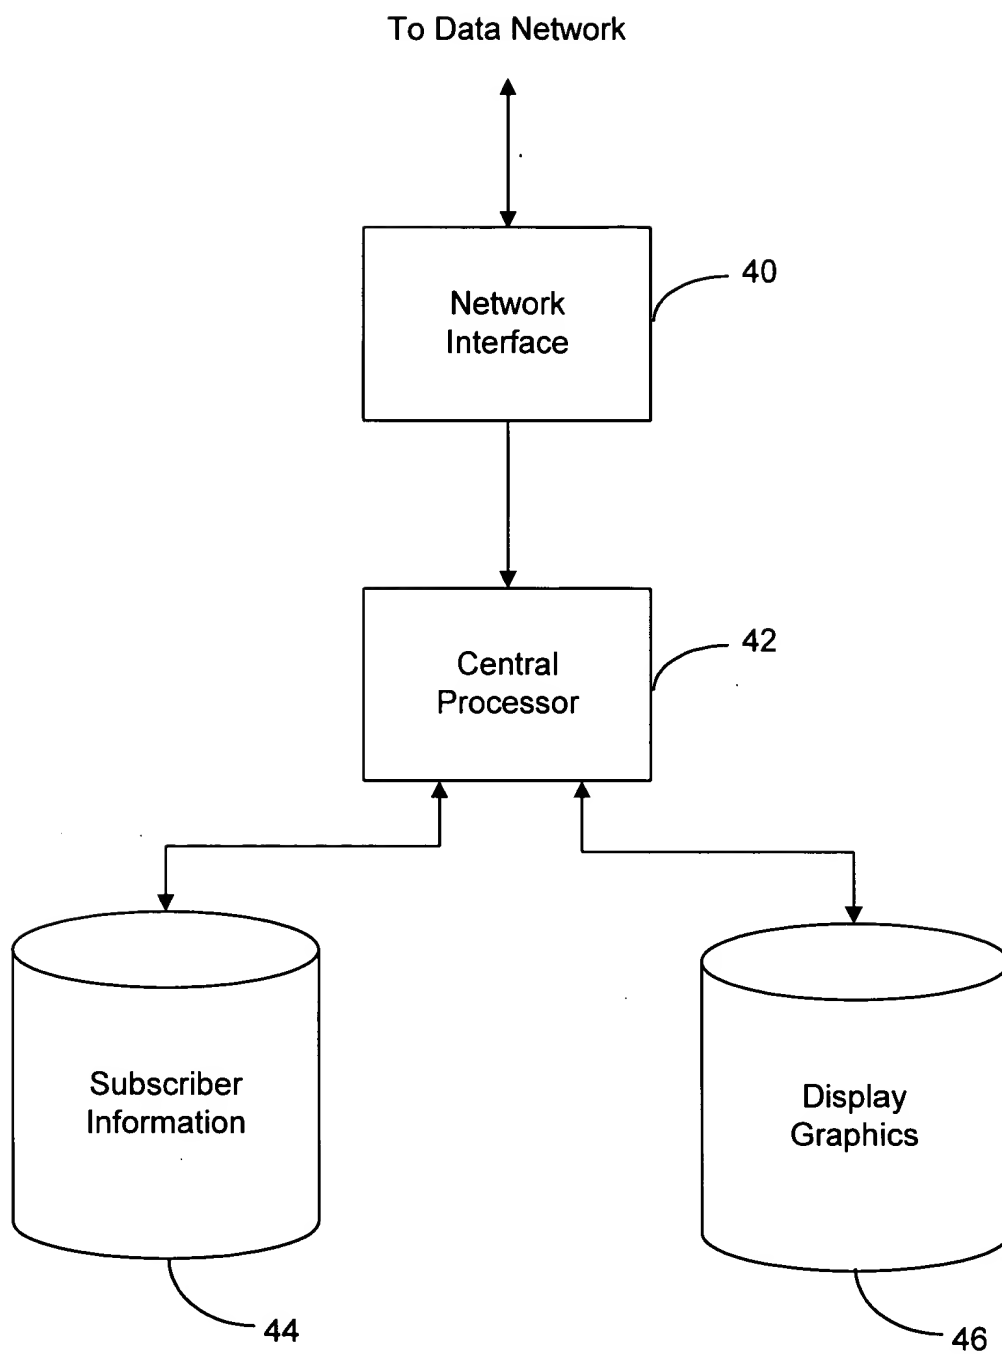 To Data Network
Network
Interface
40
Central
Processor
42
Subscriber
Information
Display
Graphics
44
46